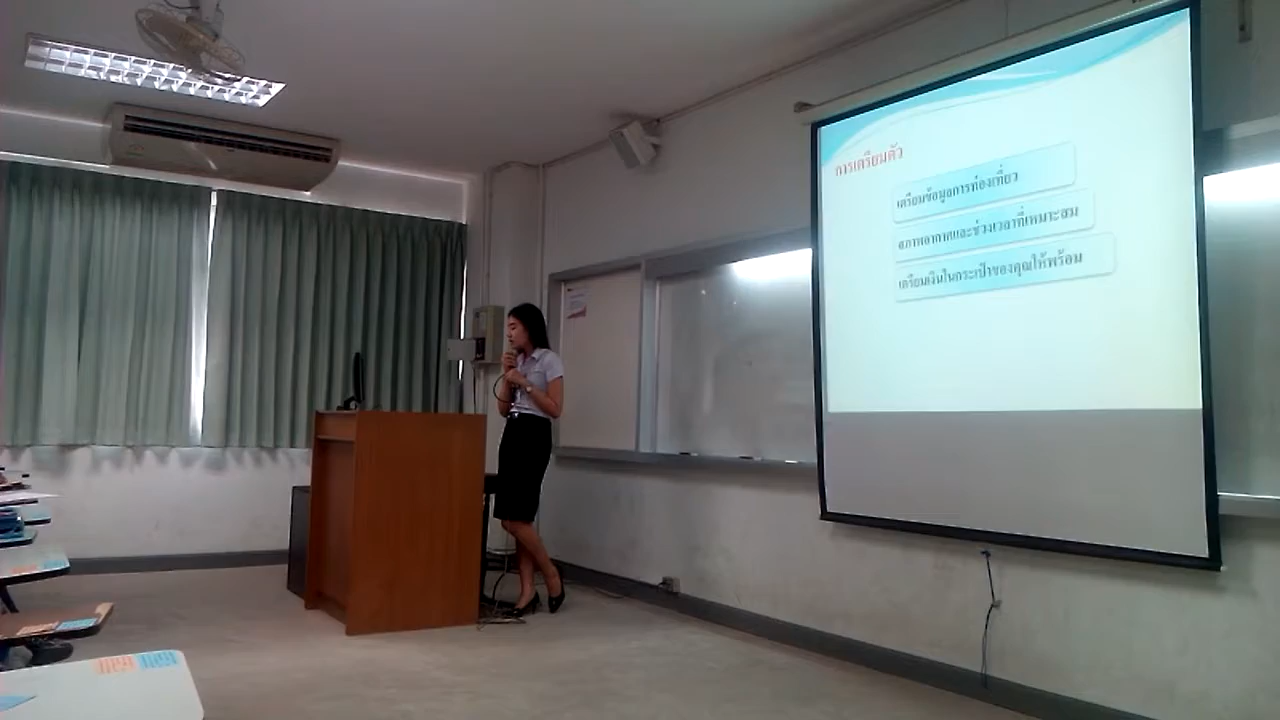 การเตรียมตัว
เตรียมข้อมูลการท่องเที่ยว
สภาพอากาศและช่วงเวลาที่เหมาะสม
เตรียมเงินในกระเป๋าของคุณให้พร้อม